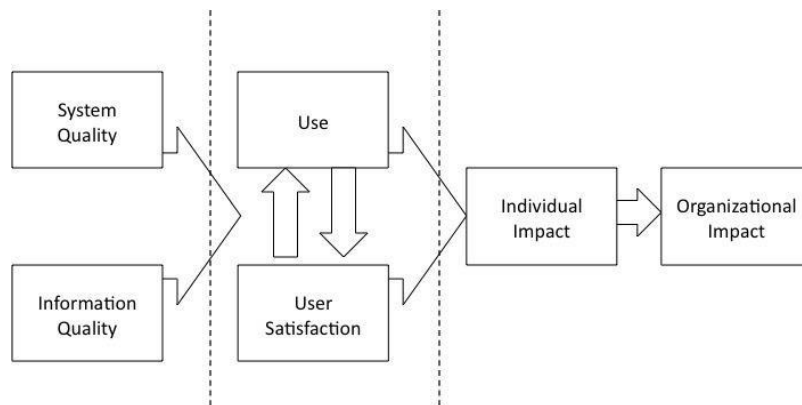 System
Quality
Use
Individual
Impact
Organizational
Impact
Information
Quality
User
Satisfaction